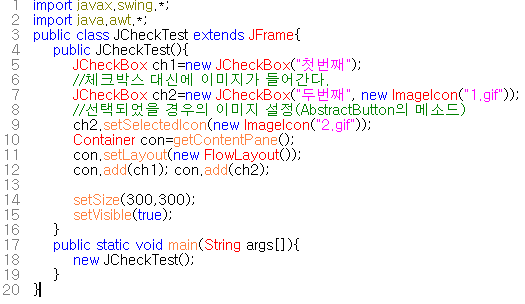 1 import javax.swing.*;
2 import java.awt.*;
3 public class JCheckTest extends JFrame{
4 public JCheckTest(){
5 JCheckBox ch1=new JCheckBox("첫번째");
6 //체크박스 대신에 이미지가 들어간다.
7 JCheckBox ch2=new JCheckBox("두번째", new ImageIcon("1.gif"));
8 //선택되었을 경우의 이미지 설정(AbstractButton의 메소드)
9 ch2.setSelectedIcon(new ImageIcon("2.gif"));
10 Container con=getContentPane();
11 con.setLayout(new FlowLayout());
12 con.add(ch1); con.add(ch2);
13
14 setSize(300,300);
15 setVisible(true);
16 }
17 public static void main(String args[]){
18 new JCheckTest();
19 }
20 }